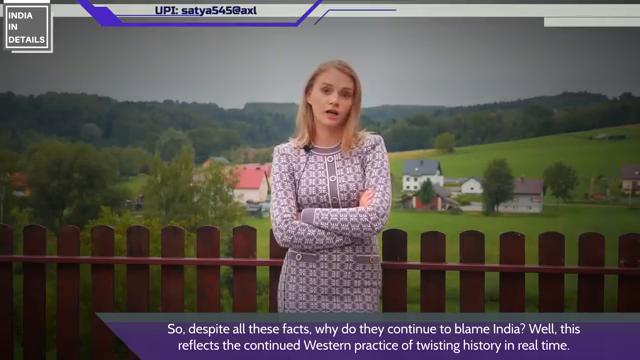 INDIA
IN
DETAILS
UPI: satya545@axl
So, despite all these facts, why do they continue to blame India? Well, this
reflects the continued Western practice of twisting history in real time.